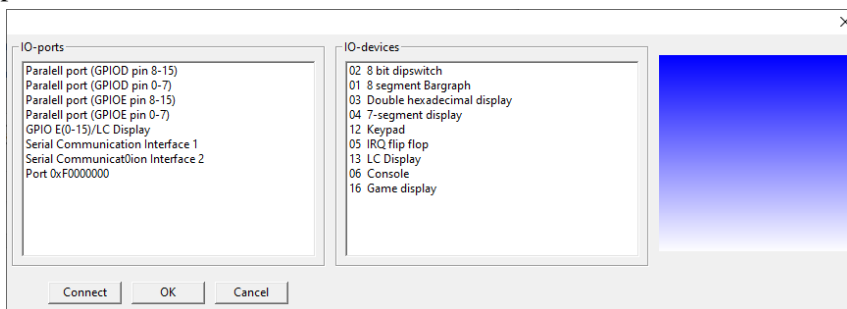 IO-ports
Paralell port (GPIOD pin 8-15)
Paralell port (GPIOD pin 0-7)
Paralell port (GPIOE pin 8-15)
Paralell port (GPIOE pin 0-7)
GPIO E(0-15)/LC Display
Serial Communication Interface 1
Serial Communicat0ion Interface 2
Port 0xF0000000
IO-devices
02 8 bit dipswitch
01 8 segment Bargraph
03 Double hexadecimal display
04 7-segment display
12 Keypad
05 IRQ flip flop
13 LC Display
06 Console
16 Game display
Connect
OK
Cancel